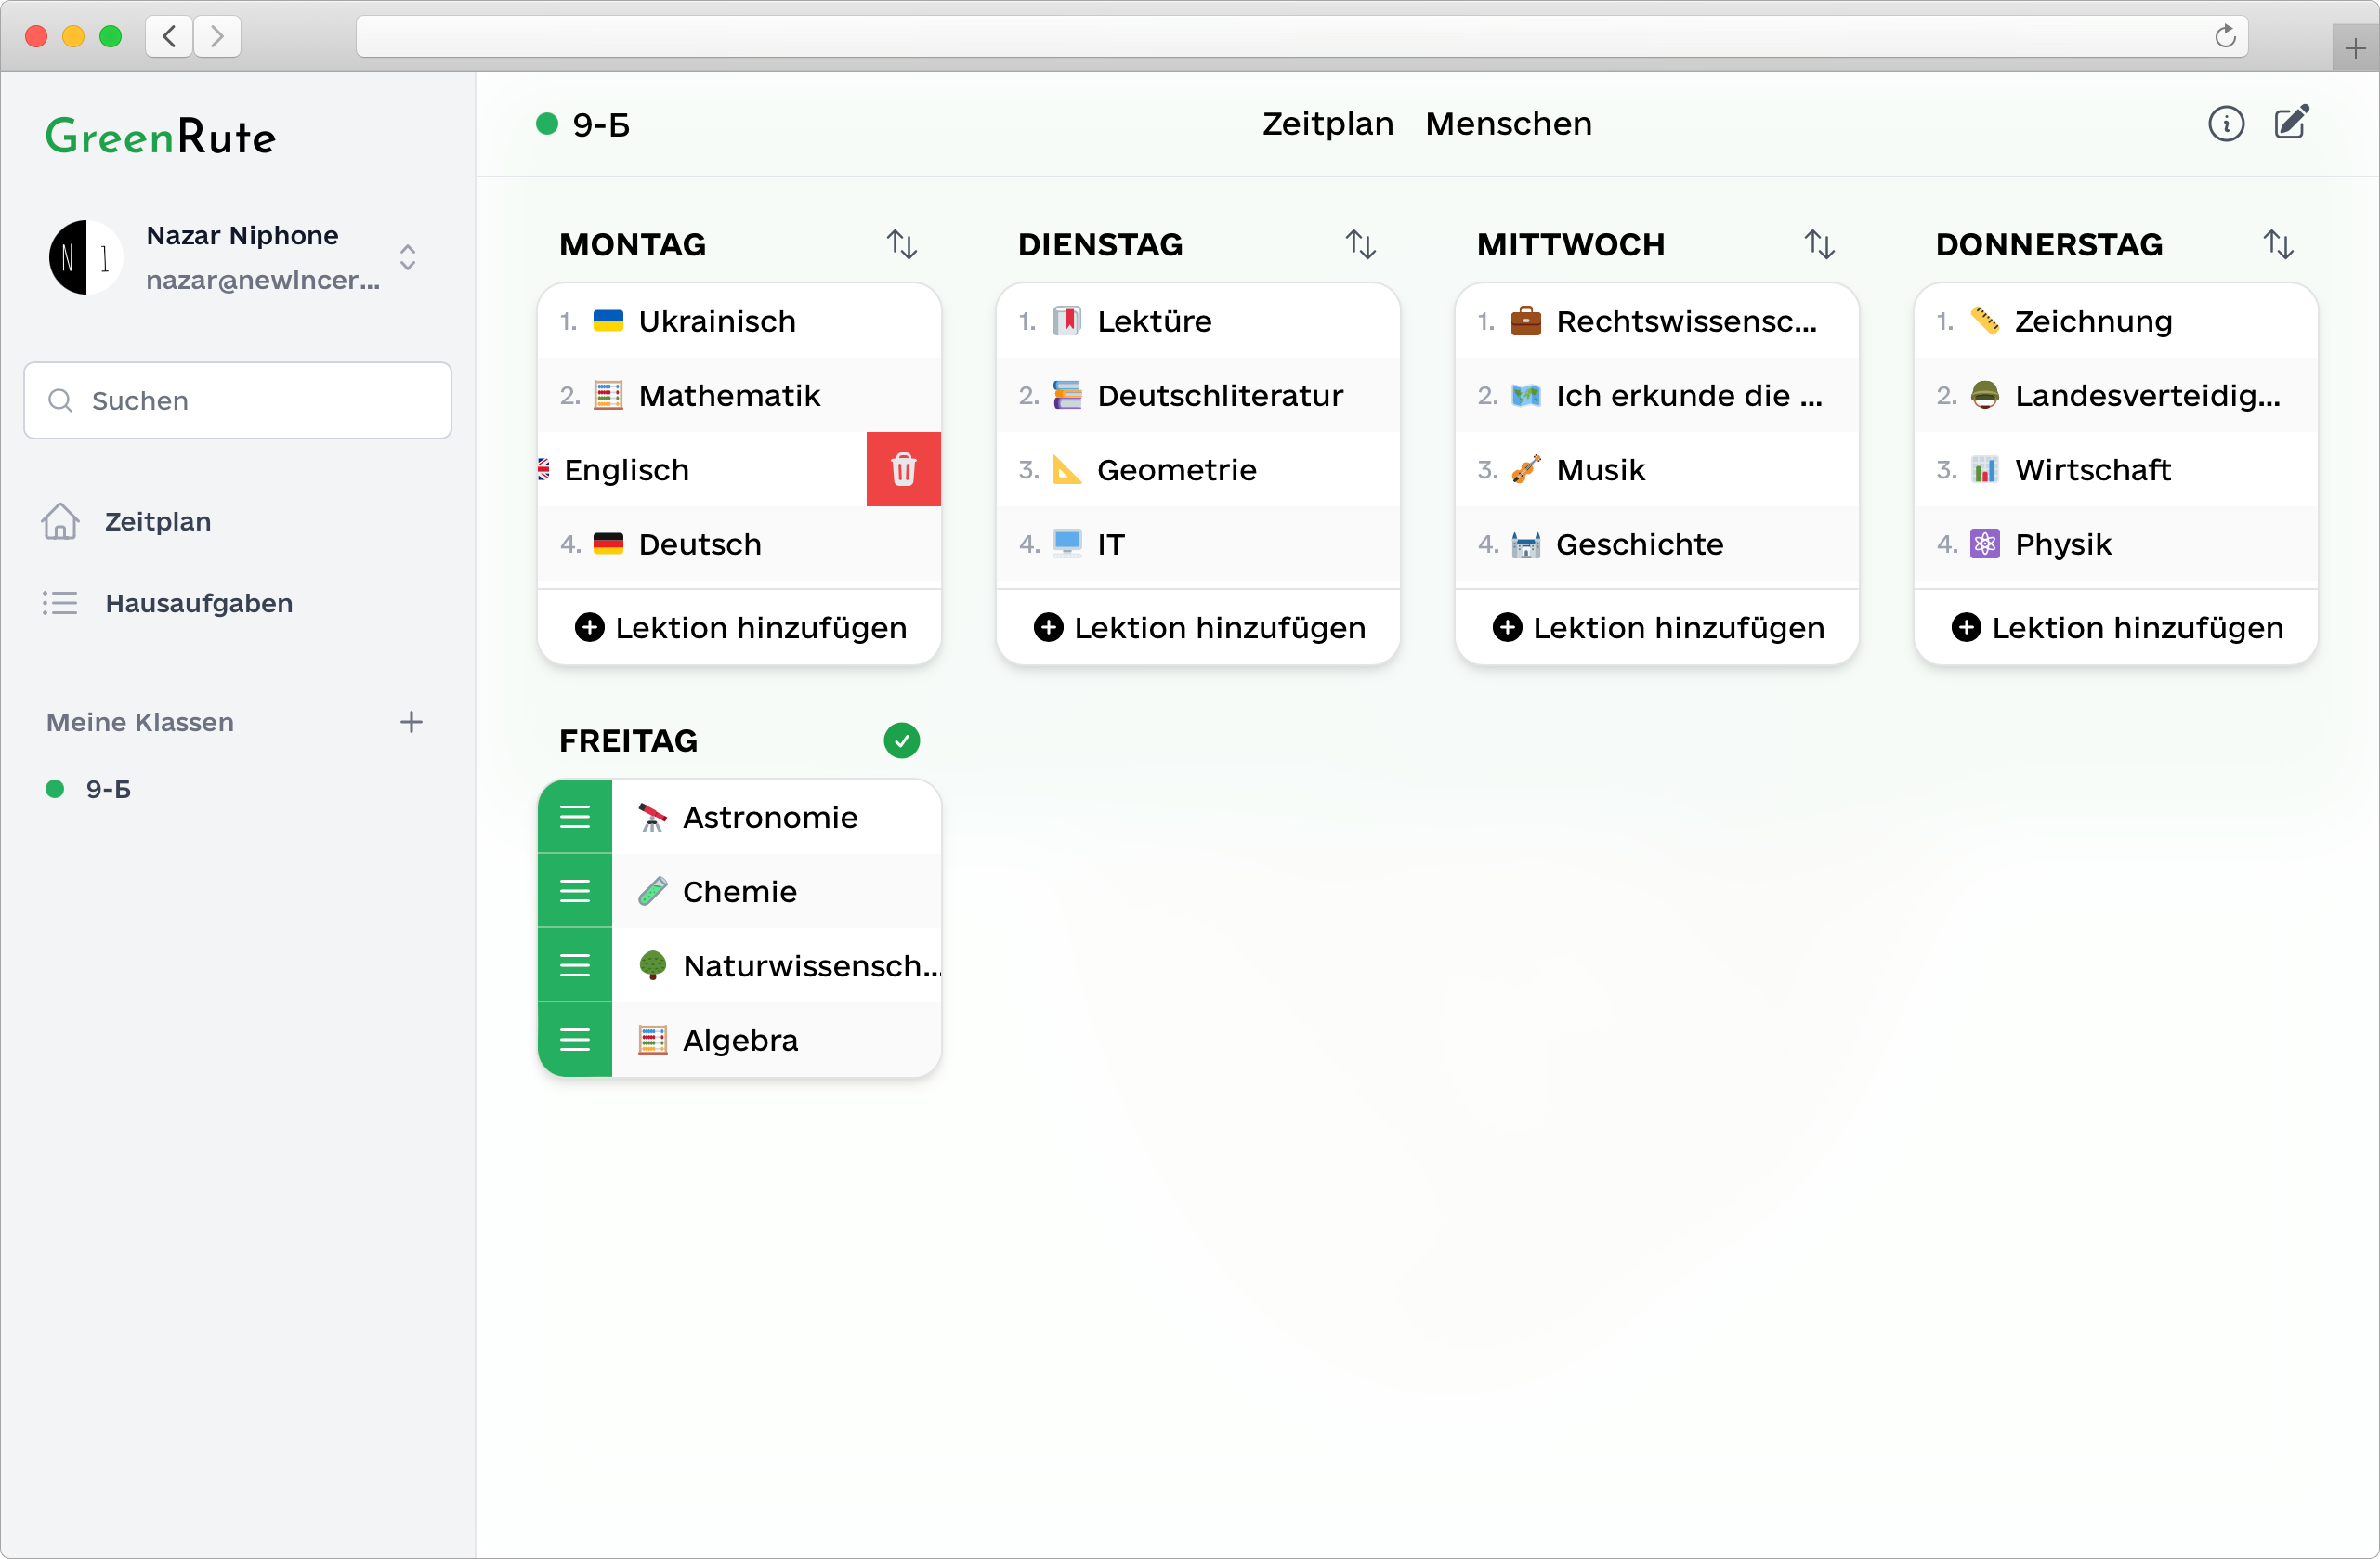 GreenRute
Nazar Niphone
nazar@newIncer...
Suchen
Zeitplan
Hausaufgaben
Meine Klassen
9-Б
9-Б
Zeitplan Menschen
MONTAG
1. Ukrainisch
2. Mathematik
Englisch
4. Deutsch
Lektion hinzufügen
DIENSTAG
1. Lektüre
2. Deutschliteratur
3. Geometrie
4. IT
Lektion hinzufügen
MITTWOCH
1. Rechtswissensc...
2. Ich erkunde die ...
3. Musik
4. Geschichte
Lektion hinzufügen
DONNERSTAG
1. Zeichnung
2. Landesverteidig...
3. Wirtschaft
4. Physik
Lektion hinzufügen
FREITAG
Astronomie
Chemie
Naturwissensch...
Algebra